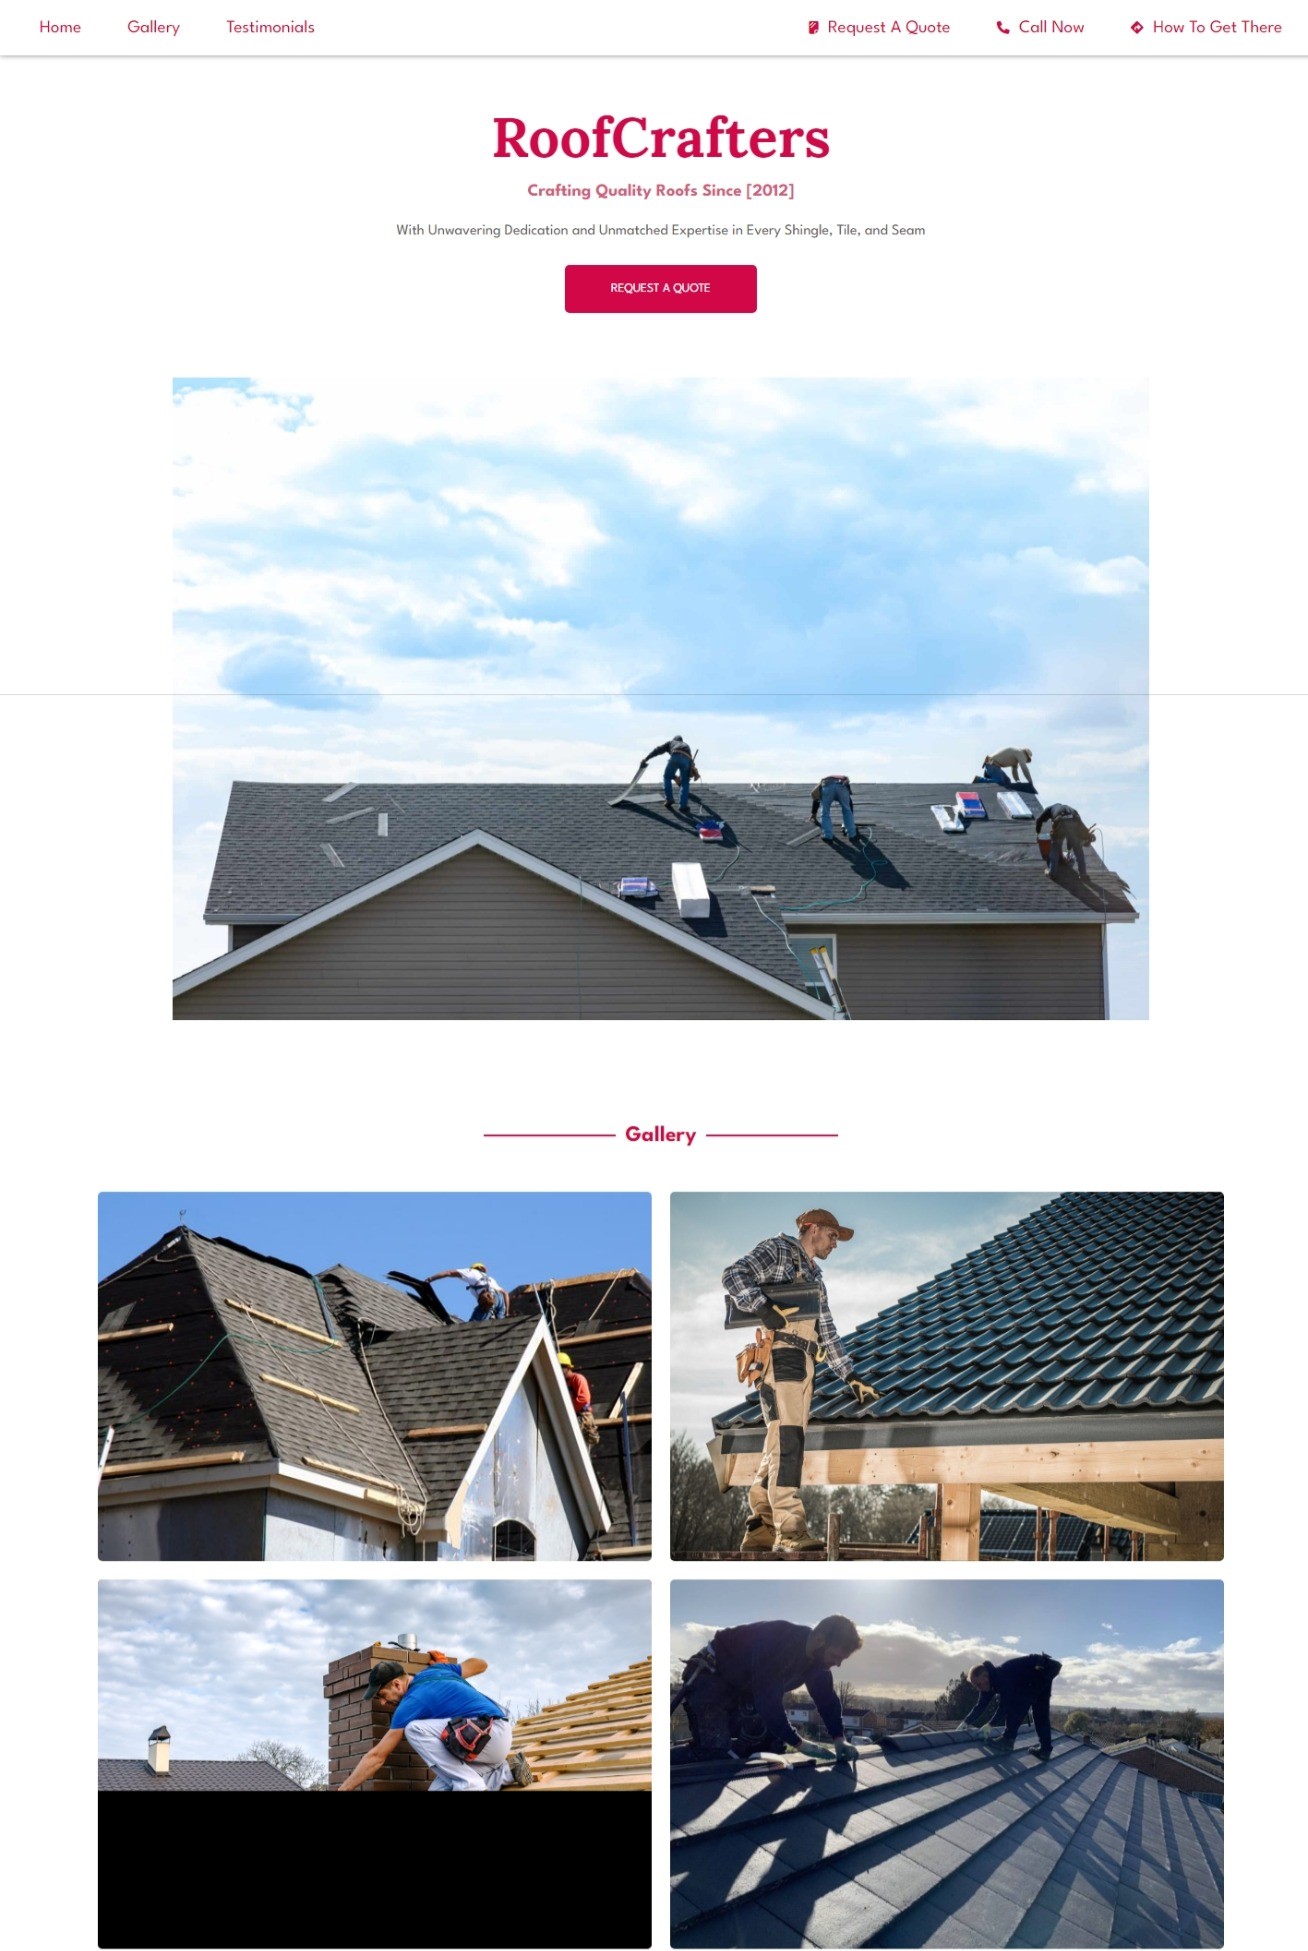 Home
Gallery
Testimonials
Request A Quote
Call Now
How To Get There
RoofCrafters
Crafting Quality Roofs Since [2012]
With Unwavering Dedication and Unmatched Expertise in Every Shingle, Tile, and Seam
REQUEST A QUOTE
Gallery